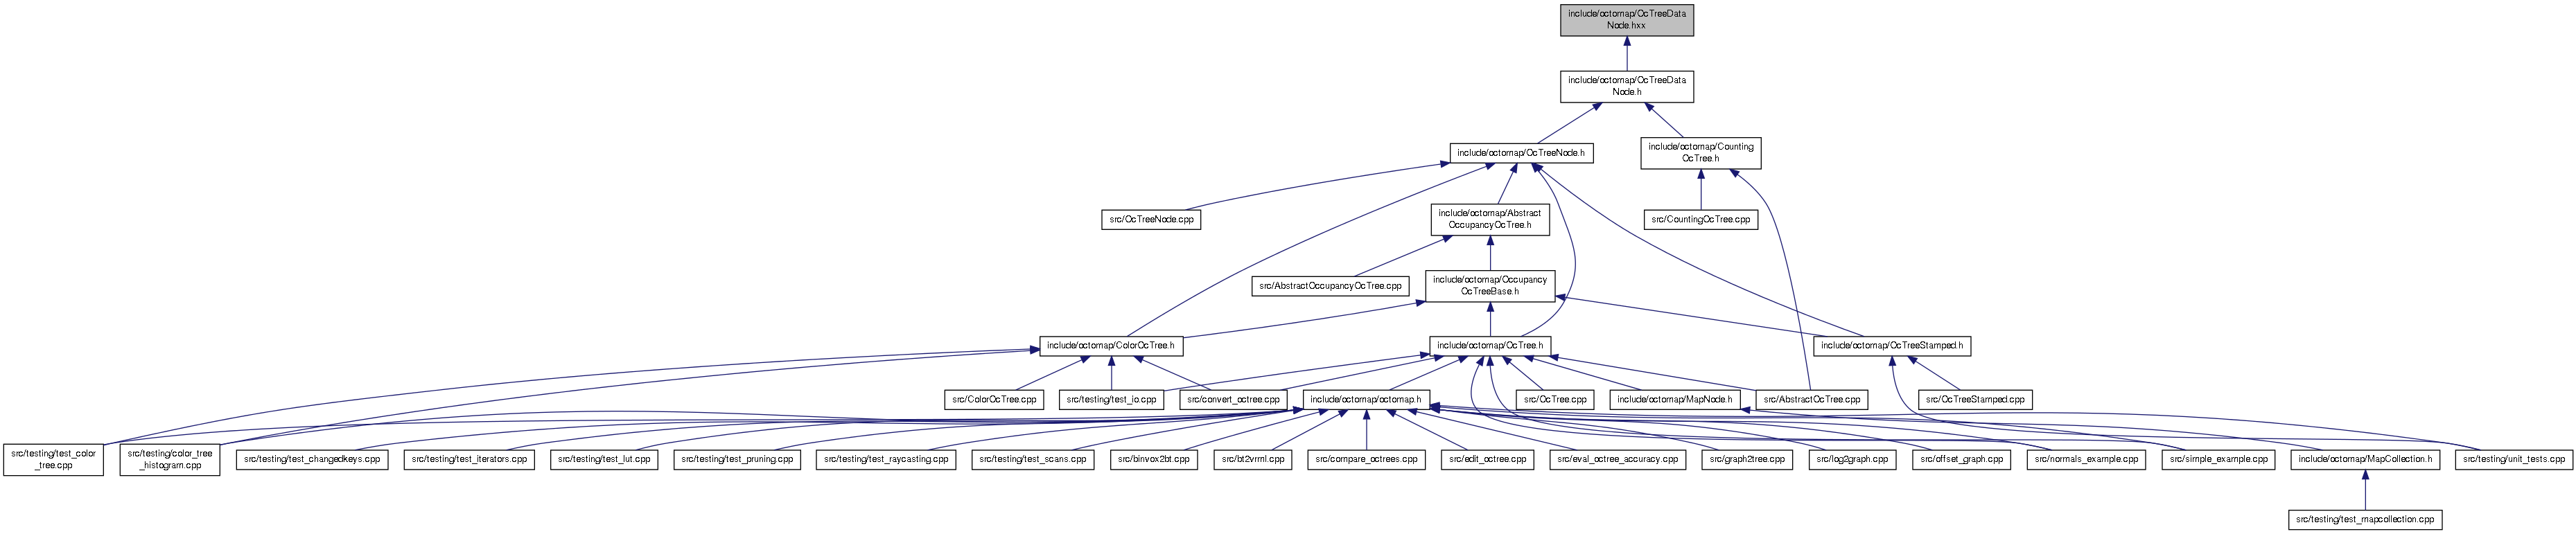 include/octomap/OcTreeData
Node.hxx
include/octomap/OcTreeData
Node.h
include/octomap/OcTreeNode.h
include/octomap/Counting
OcTree.h
src/OcTreeNode.cpp
include/octomap/Abstract
OccupancyOcTree.h
src/CountingOcTree.cpp
src/AbstractOccupancyOcTree.cpp
include/octomap/Occupancy
OcTreeBase.h
include/octomap/ColorOcTree.h
include/octomap/OcTree.h
include/octomap/OcTreeStamped.h
src/ColorOcTree.cpp
src/testing/test_io.cpp
src/convert_octree.cpp
include/octomap/octomap.h
src/OcTree.cpp
include/octomap/MapNode.h
src/AbstractOcTree.cpp
src/OcTreeStamped.cpp
src/testing/test_color
_tree.cpp
src/testing/color_tree
_histogram.cpp
src/testing/test_changedkeys.cpp
src/testing/test_iterators.cpp
src/testing/test_lut.cpp
src/testing/test_pruning.cpp
src/testing/test_raycasting.cpp
src/testing/test_scans.cpp
src/binvox2bt.cpp
src/bt2vrml.cpp
src/compare_octrees.cpp
src/edit_octree.cpp
src/eval_octree_accuracy.cpp
src/graph2tree.cpp
src/log2graph.cpp
src/offset_graph.cpp
src/normals_example.cpp
src/simple_example.cpp
include/octomap/MapCollection.h
src/testing/unit_tests.cpp
src/testing/test_mapcollection.cpp